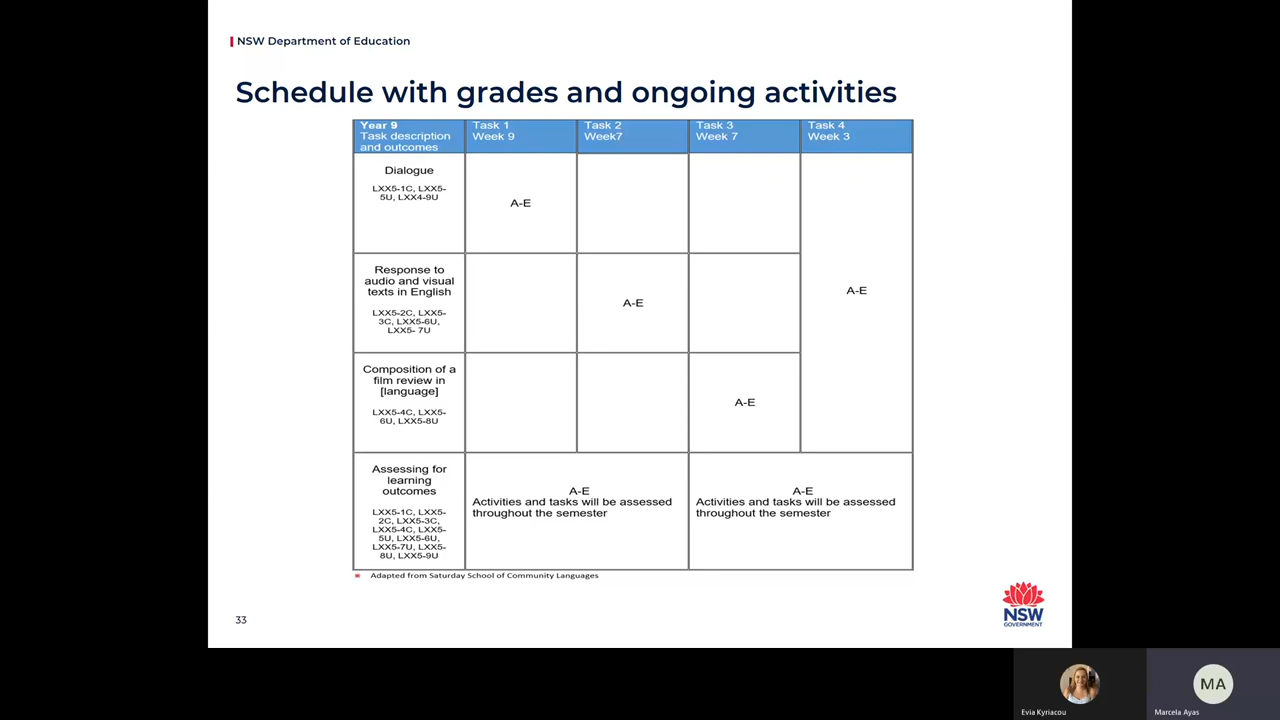 NSW Department of Education
Schedule with grades and ongoing activities
Year 9
Task description
and outcomes
Task 1
Week 9
Task 2
Week7
Task 3
Week 7
Task 4
Week 3
Dialogue
LXX5-1C, LXX5-
5U, LXX4-9U
A-E
Response to
audio and visual
texts in English
LXX5-2C, LXX5-
3C, LXX5-6U,
LXX5- 7U
A-E
A-E
Composition of a
film review in
[language]
LXX5-4C, LXX5-
6U, LXX5-8U
A-E
Assessing for
learning
outcomes
LXX5-1C, LXX5-
2C, LXX5-3C,
LXX5-4C, LXX5-
5U, LXX5-6U,
LXX5-7U, LXX5-
8U, LXX5-9U
A-E
Activities and tasks will be assessed
throughout the semester
A-E
Activities and tasks will be assessed
throughout the semester
Adapted from Saturday School of Community Languages
33
NSW
GOVERNMENT
MA
Evia Kyriacou
Marcela Ayas